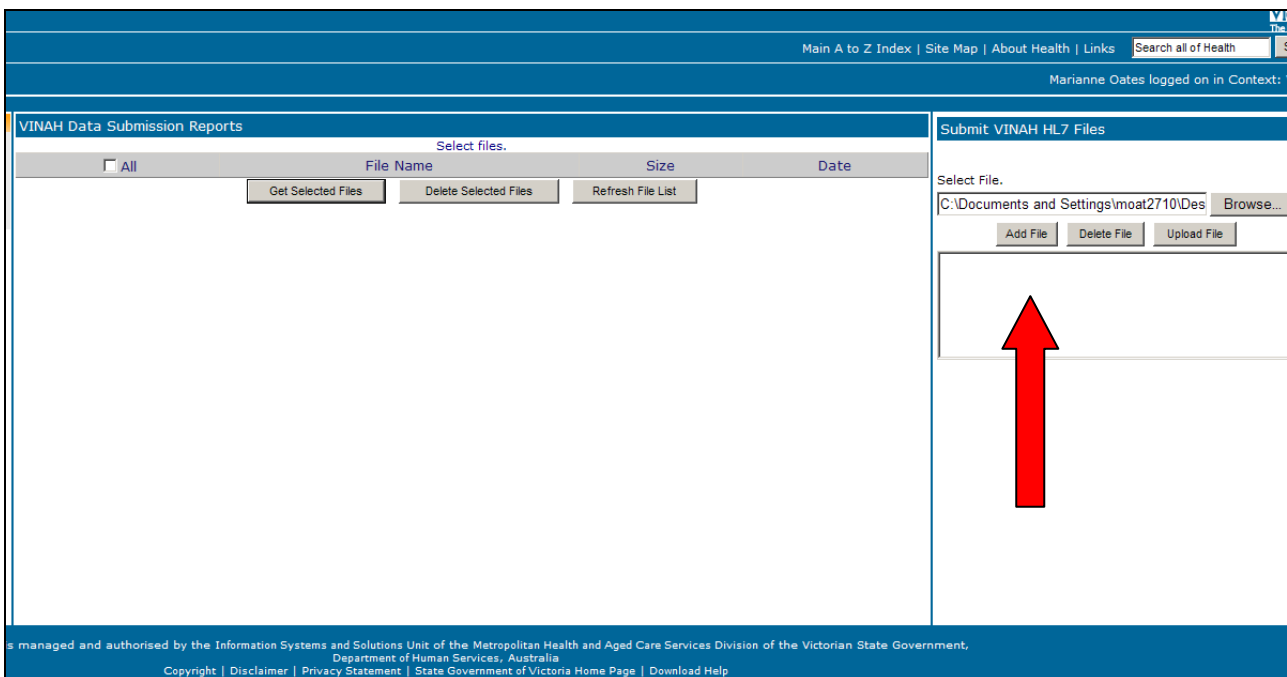 The
Main A to Z Index | Site Map | About Health | Links Search all of Health
Marianne Oates logged on in Context:
VINAH Data Submission Reports
Select files.
All File Name Size Date
Get Selected Files Delete Selected Files Refresh File List
Submit VINAH HL7 Files
Select File.
C:\Documents and Settings\moat2710\Des Browse...
Add File Delete File Upload File
s managed and authorised by the Information Systems and Solutions Unit of the Metropolitan Health and Aged Care Services Division of the Victorian State Government,
Department of Human Services, Australia
Copyright | Disclaimer | Privacy Statement | State Government of Victoria Home Page | Download Help